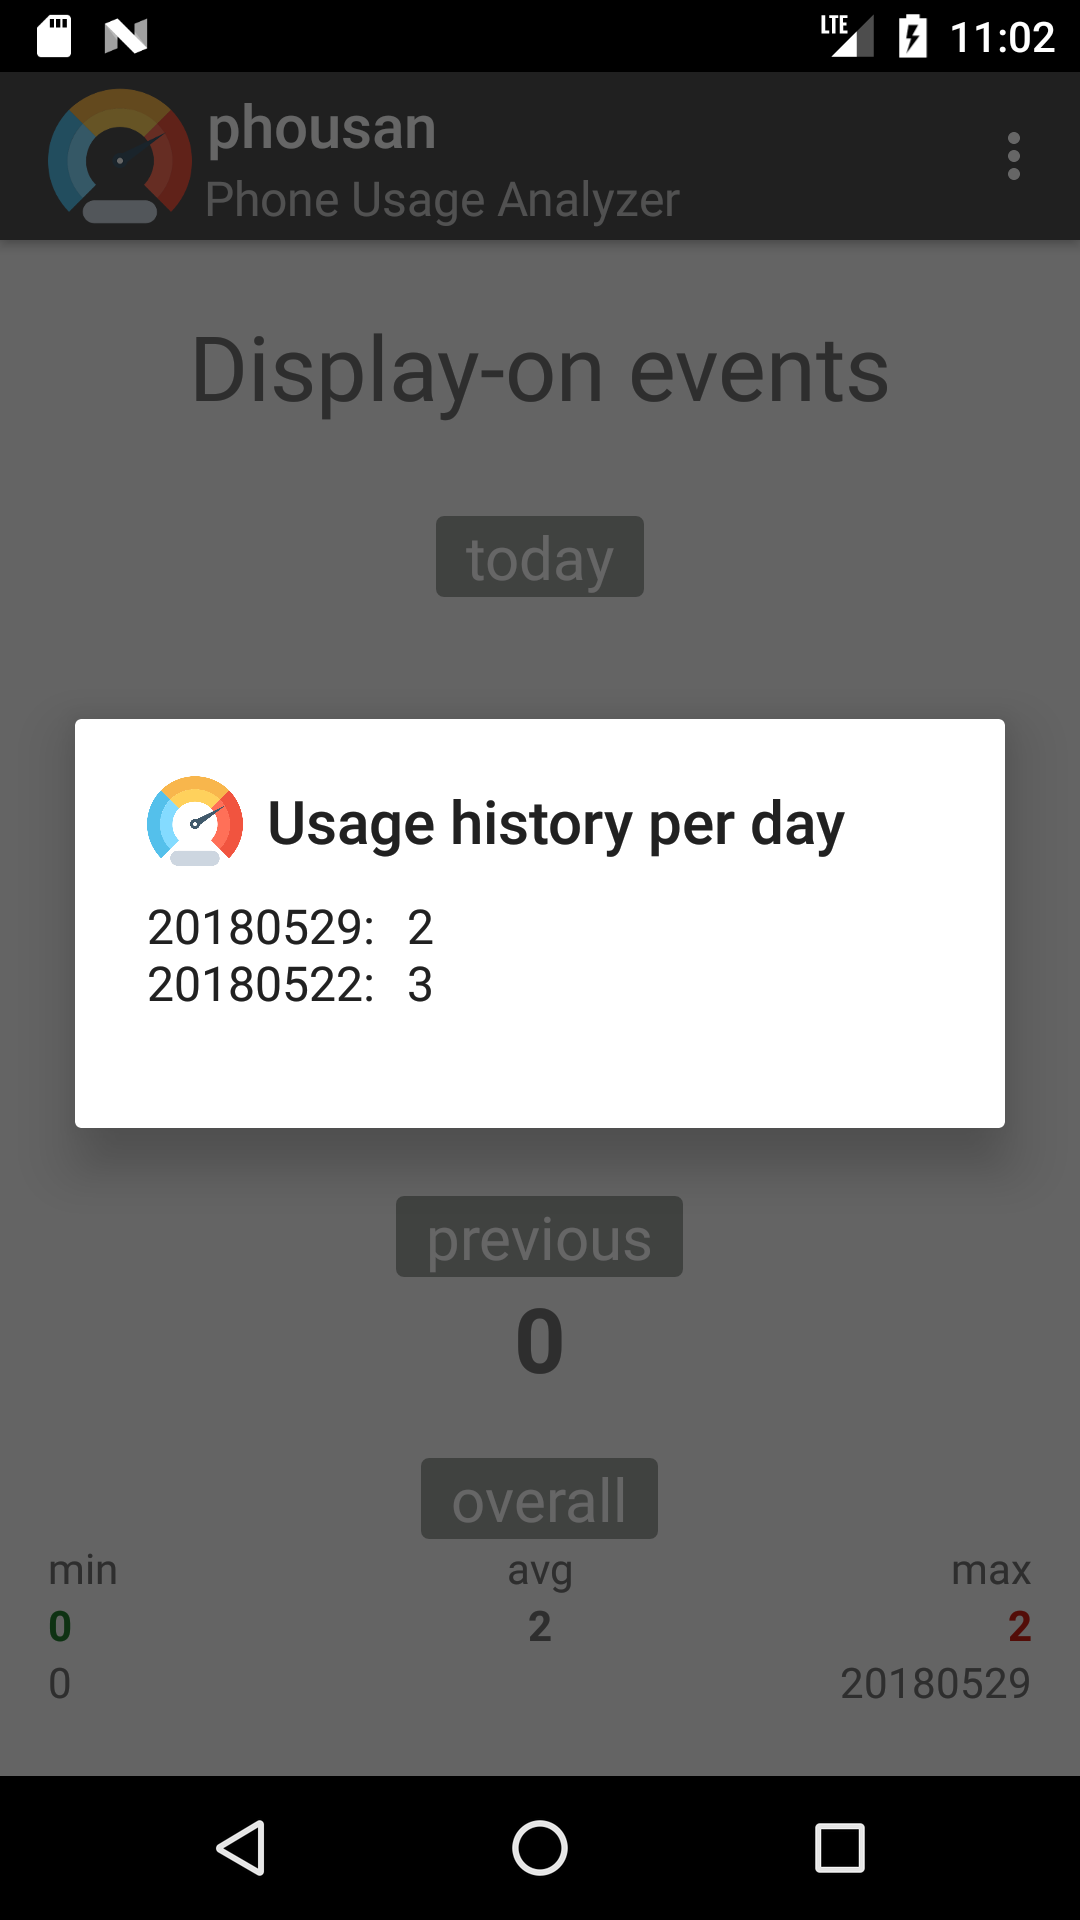 LTE 11:02
phousan
Phone Usage Analyzer
Display-on events
today
Usage history per day
20180529: 2
20180522: 3
previous
0
overall
min avg max
0 2 2
0 20180529